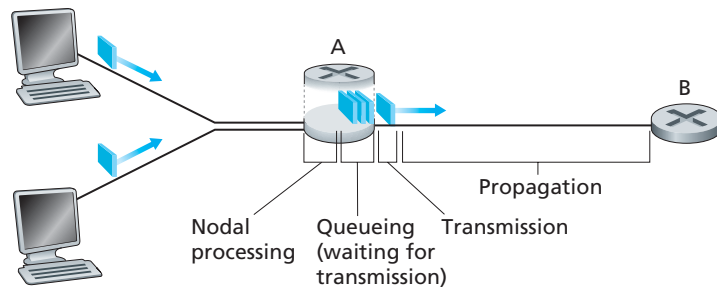 A
B
Propagation
Nodal
processing
Queueing
(waiting for
transmission)
Transmission